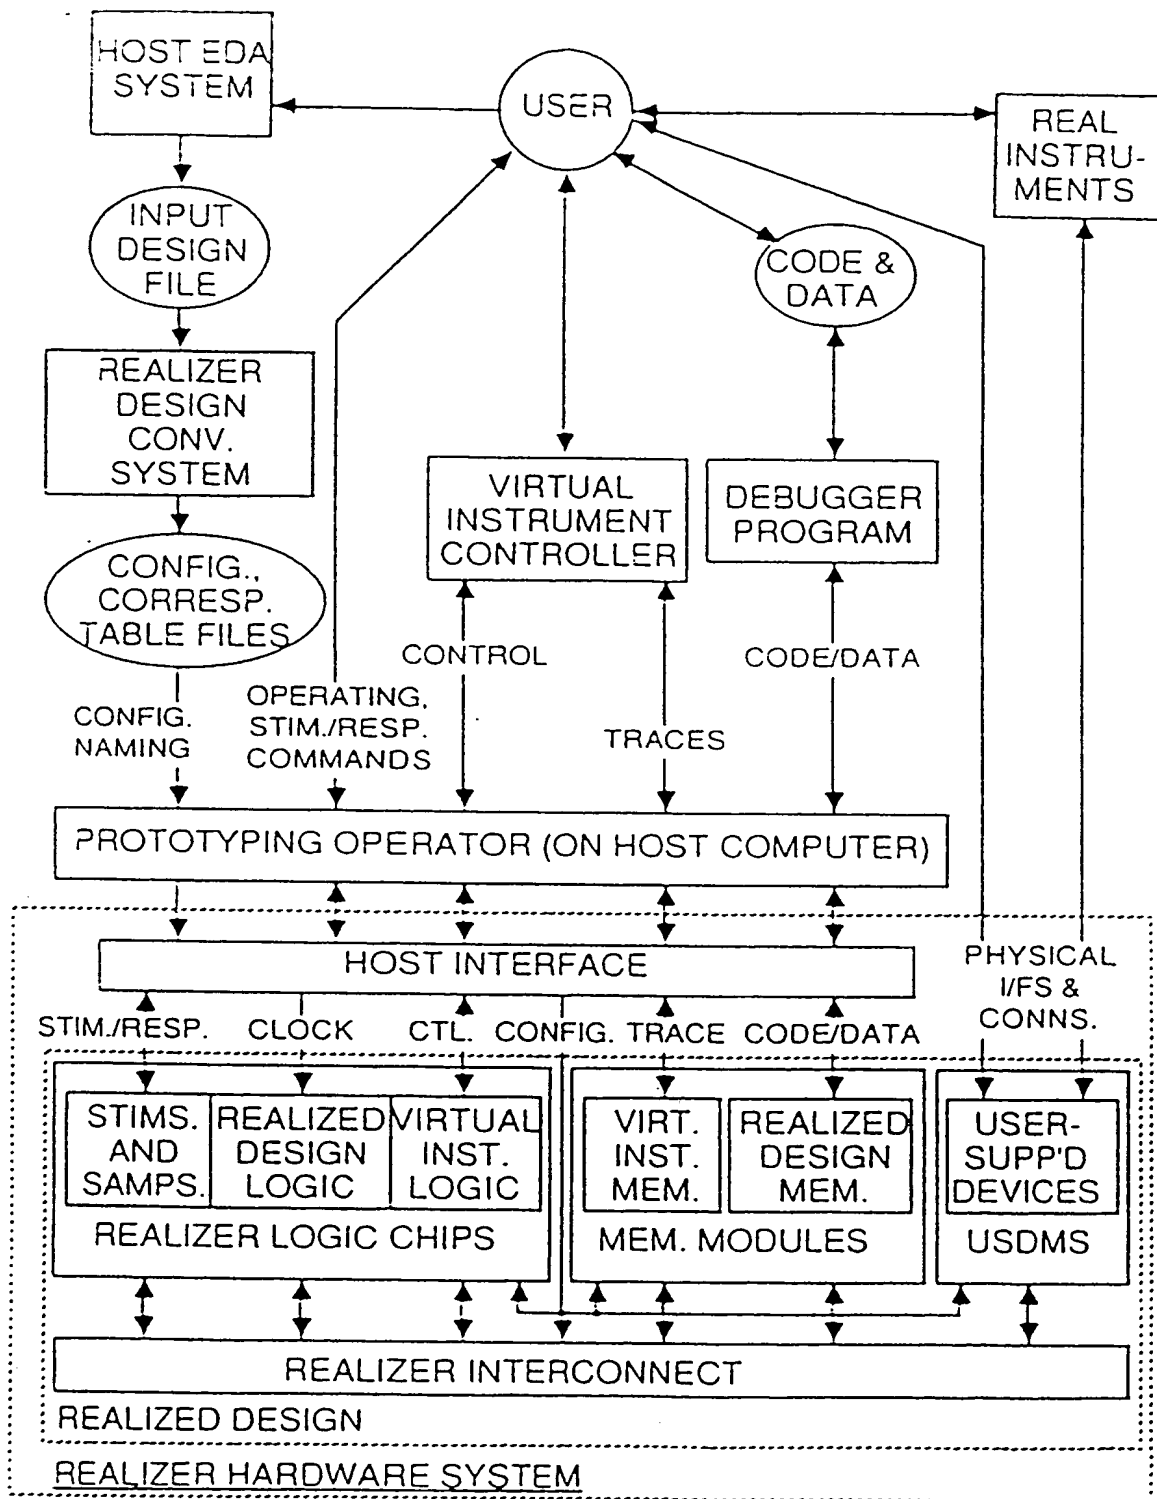 HOST EDA
SYSTEM
USER
REAL
INSTRU-
MENTS
INPUT
DESIGN
FILE
CODE &
DATA
REALIZER
DESIGN
CONV.
SYSTEM
VIRTUAL
INSTRUMENT
CONTROLLER
DEBUGGER
PROGRAM
CONFIG.,
CORRESP.
TABLE FILES
CONTROL
CODE/DATA
CONFIG.
NAMING
OPERATING,
STIM./RESP.
COMMANDS
TRACES
PROTOTYPING OPERATOR (ON HOST COMPUTER)
HOST INTERFACE
PHYSICAL
I/FS &
CONNS.
STIM./RESP.
CLOCK
CTL.
CONFIG.
TRACE
CODE/DATA
STIMS.
AND
SAMPS.
REALIZED
DESIGN
LOGIC
VIRTUAL
INST.
LOGIC
VIRT.
INST.
MEM.
REALIZED
DESIGN
MEM.
USER-
SUPP'D
DEVICES
REALIZER LOGIC CHIPS
MEM. MODULES
USDMS
REALIZER INTERCONNECT
REALIZED DESIGN
REALIZER HARDWARE SYSTEM